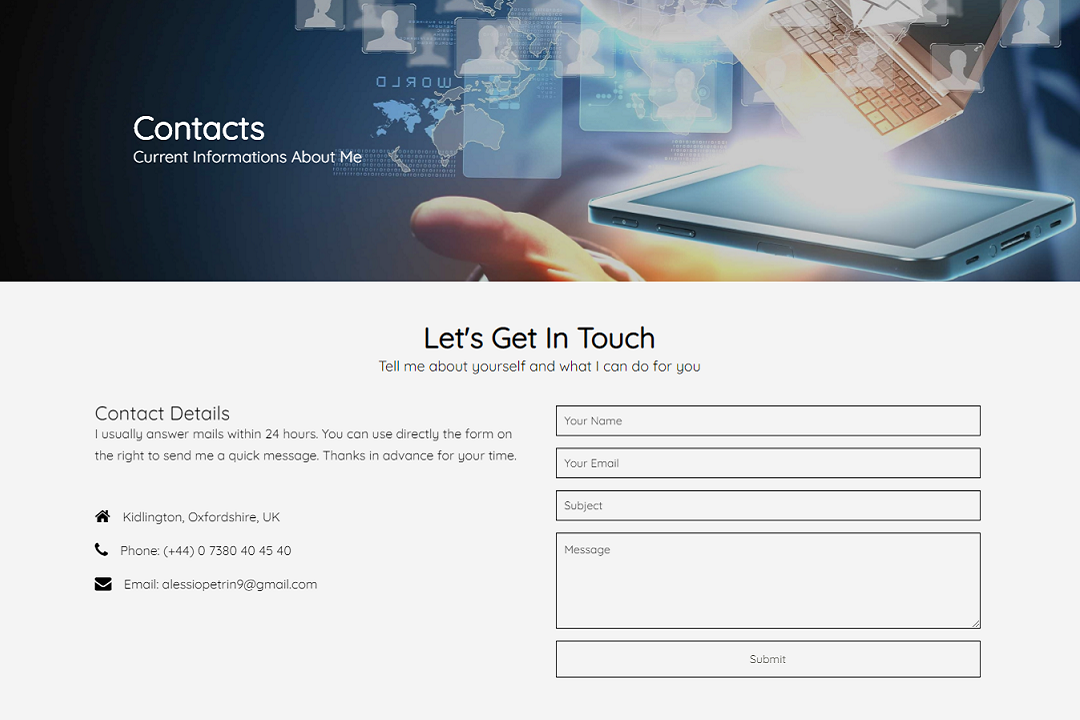 WORLD
Contacts
Current Informations About Me
Let's Get In Touch
Tell me about yourself and what I can do for you
Contact Details
I usually answer mails within 24 hours. You can use directly the form on
the right to send me a quick message. Thanks in advance for your time.
Kidlington, Oxfordshire, UK
Phone: (+44) 0 7380 40 45 40
Email: alessiopetrin9@gmail.com
Your Name
Your Email
Subject
Message
Submit